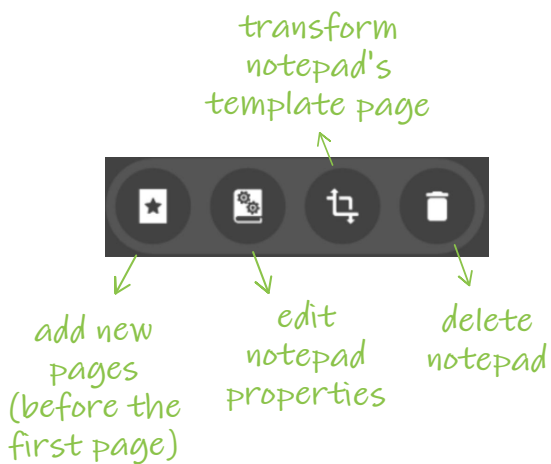 transform
notepad's
template page
add new
pages
(before the
first page)
edit
notepad
properties
delete
notepad